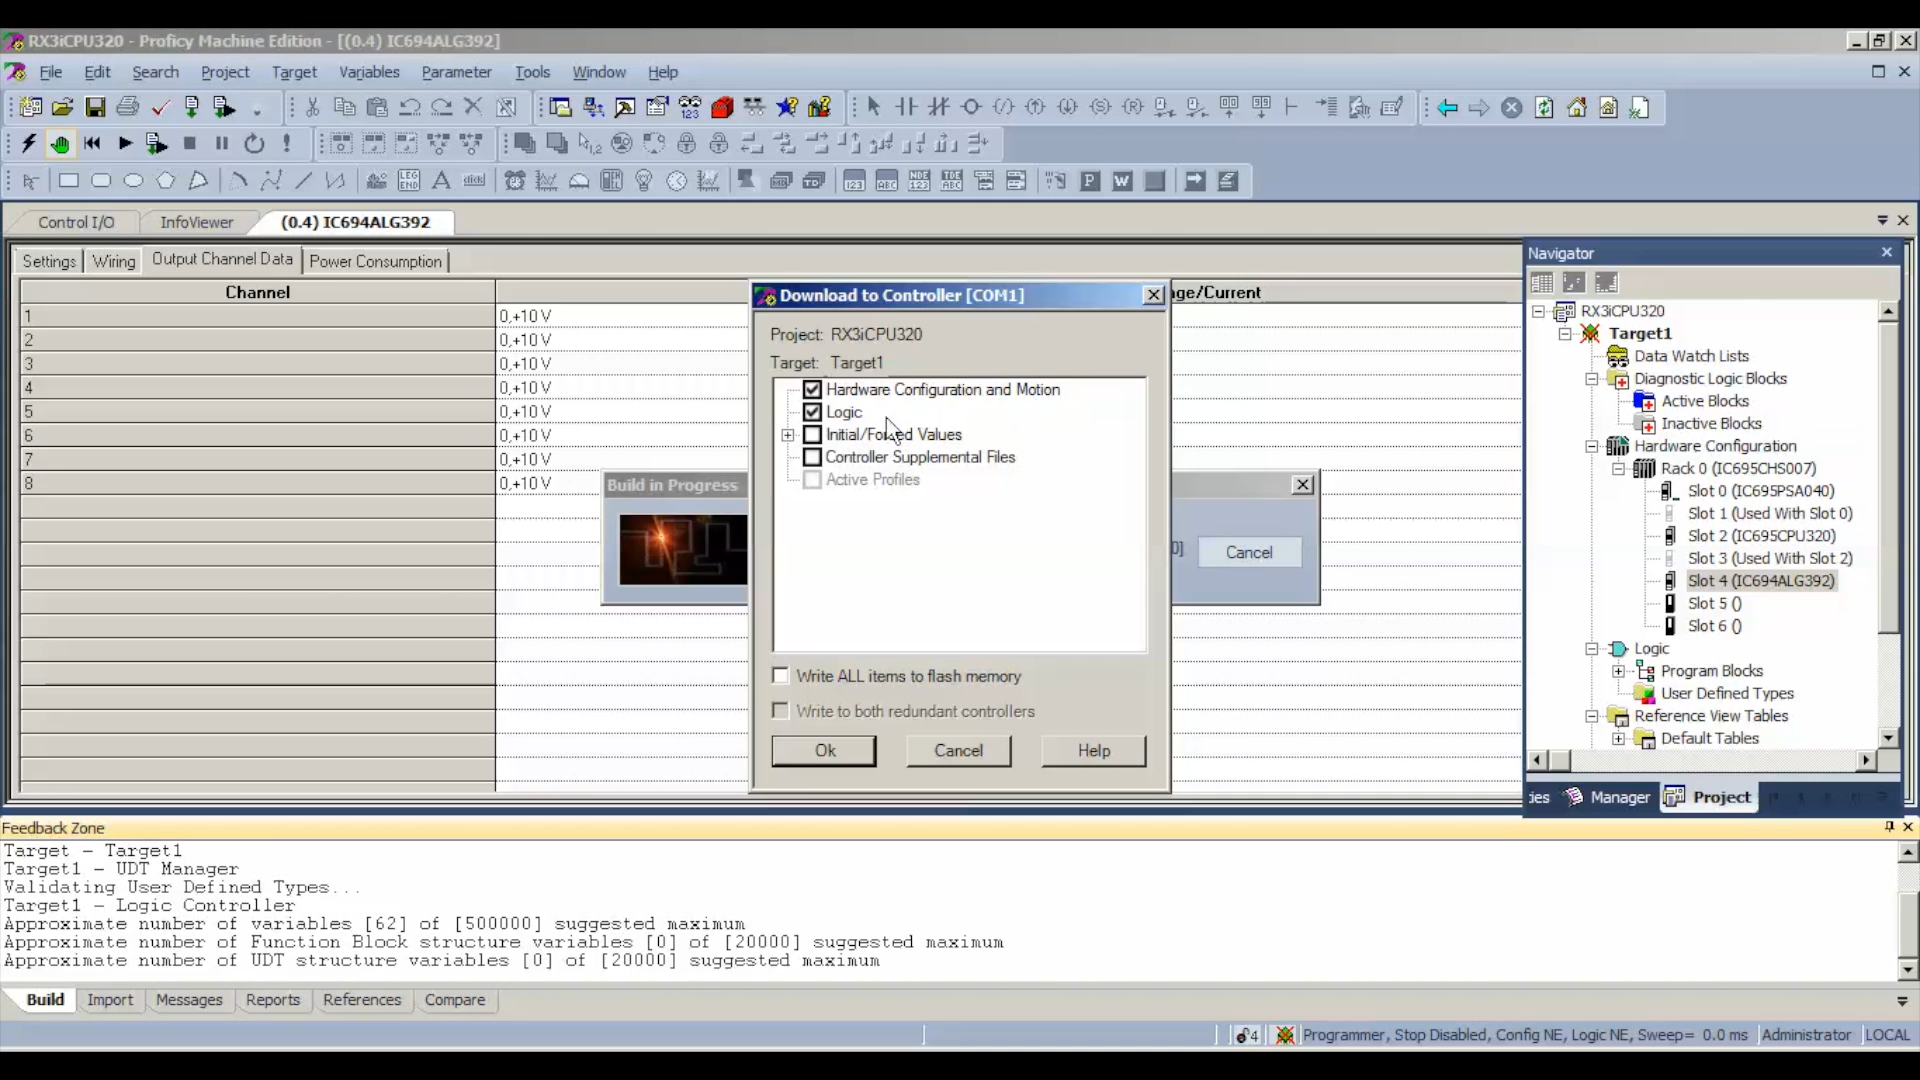 RX3iCPU320 - Proficy Machine Edition - [(0.4) IC694ALG392]
File Edit Search Project Target Variables Parameter Tools Window Help
Control I/O InfoViewer (0.4) IC694ALG392
Settings Wiring Output Channel Data Power Consumption
Channel ge/Current
1 0,+10 V
2 0,+10 V
3 0,+10 V
4 0,+10 V
5 0,+10 V
6 0,+10 V
7 0,+10 V
8 0,+10 V
Build in Progress
0]
Cancel
Download to Controller [COM1]
Project: RX3iCPU320
Target: Target1
Hardware Configuration and Motion
Logic
Initial/Forced Values
Controller Supplemental Files
Active Profiles
Write ALL items to flash memory
Write to both redundant controllers
Ok Cancel Help
Navigator
RX3iCPU320
Target1
Data Watch Lists
Diagnostic Logic Blocks
Active Blocks
Inactive Blocks
Hardware Configuration
Rack 0 (IC695CHS007)
Slot 0 (IC695PSA040)
Slot 1 (Used With Slot 0)
Slot 2 (IC695CPU320)
Slot 3 (Used With Slot 2)
Slot 4 (IC694ALG392)
Slot 5 ()
Slot 6 ()
Logic
Program Blocks
User Defined Types
Reference View Tables
Default Tables
ies Manager Project
Feedback Zone
Target - Target1
Target1 - UDT Manager
Validating User Defined Types...
Target1 - Logic Controller
Approximate number of variables [62] of [500000] suggested maximum
Approximate number of Function Block structure variables [0] of [20000] suggested maximum
Approximate number of UDT structure variables [0] of [20000] suggested maximum
Build Import Messages Reports References Compare
4 Programmer, Stop Disabled, Config NE, Logic NE, Sweep= 0.0 ms Administrator LOCAL